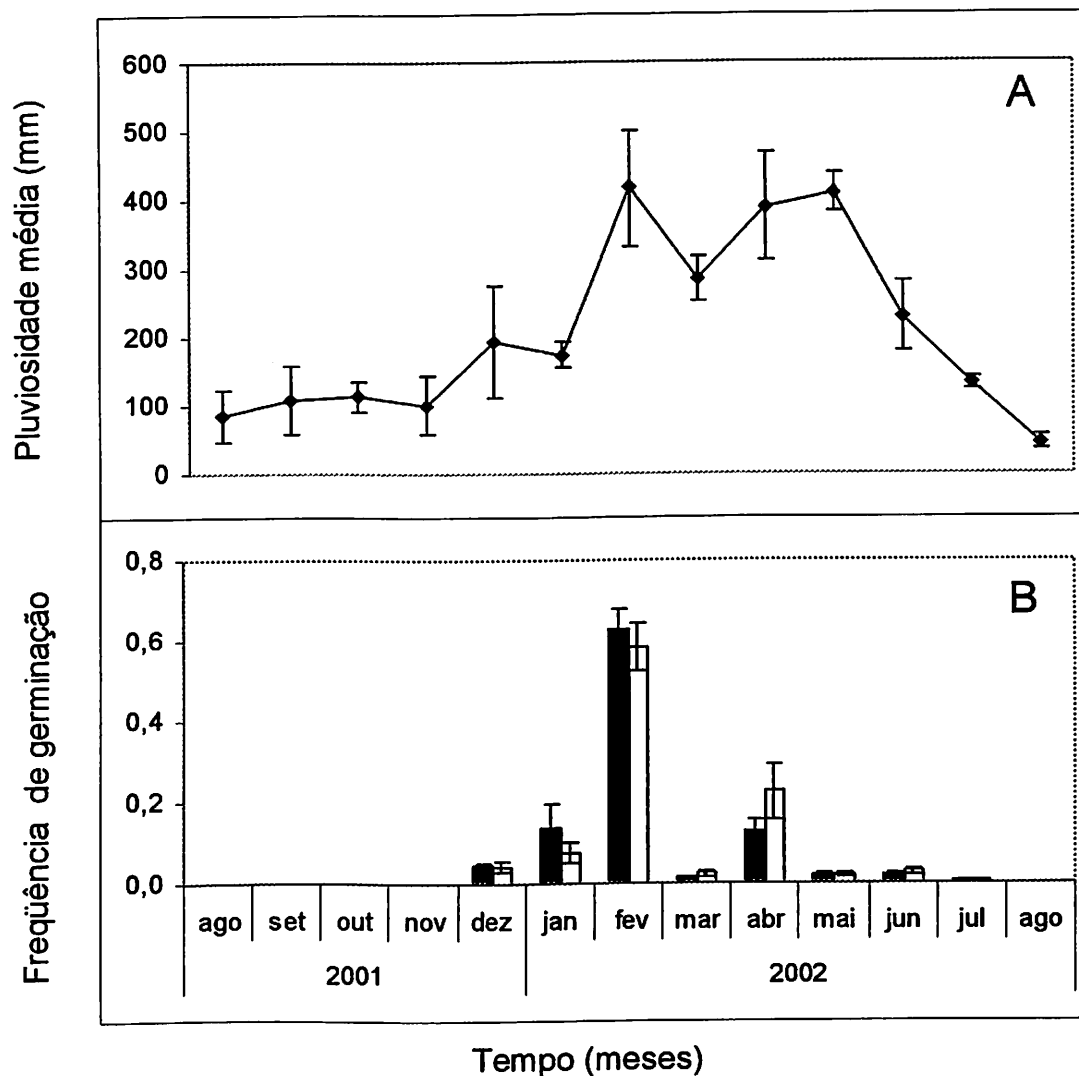 A
Pluviosidade média (mm)
600
500
400
300
200
100
0
B
Freqüência de germinação
0,8
0,6
0,4
0,2
0,0
ago set out nov dez jan fev mar abr mai jun jul ago
2001 2002
Tempo (meses)